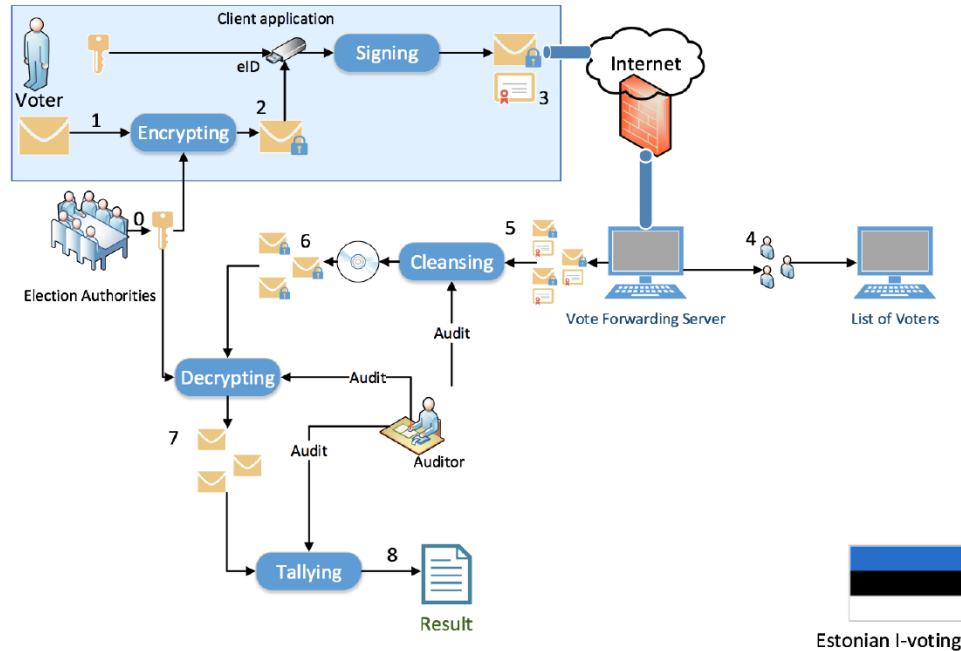 Client application
eID
Signing
Internet
Voter
1
2
3
Encrypting
0
Election Authorities
6
5
4
Cleansing
Vote Forwarding Server
List of Voters
Audit
Decrypting
Audit
7
Audit
Auditor
Tallying
8
Result
Estonian I-voting